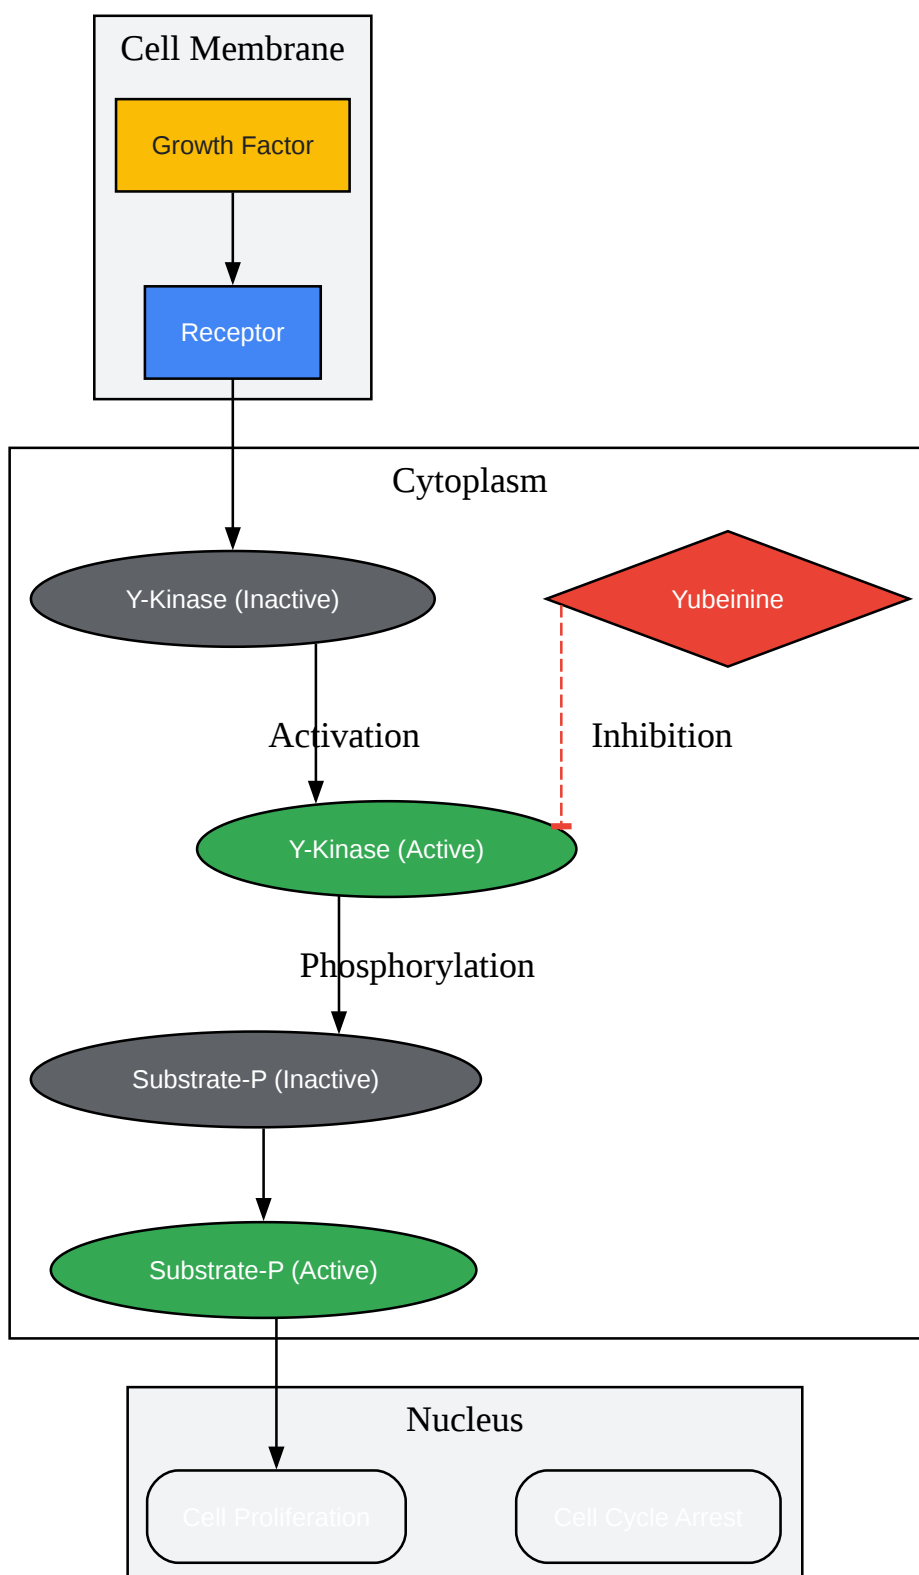 Cell Membrane
Growth Factor
Receptor
Cytoplasm
Y-Kinase (Inactive)
Yubeinine
Activation
Inhibition
Y-Kinase (Active)
Phosphorylation
Substrate-P (Inactive)
Substrate-P (Active)
Nucleus
Cell Proliferation
Cell Cycle Arrest